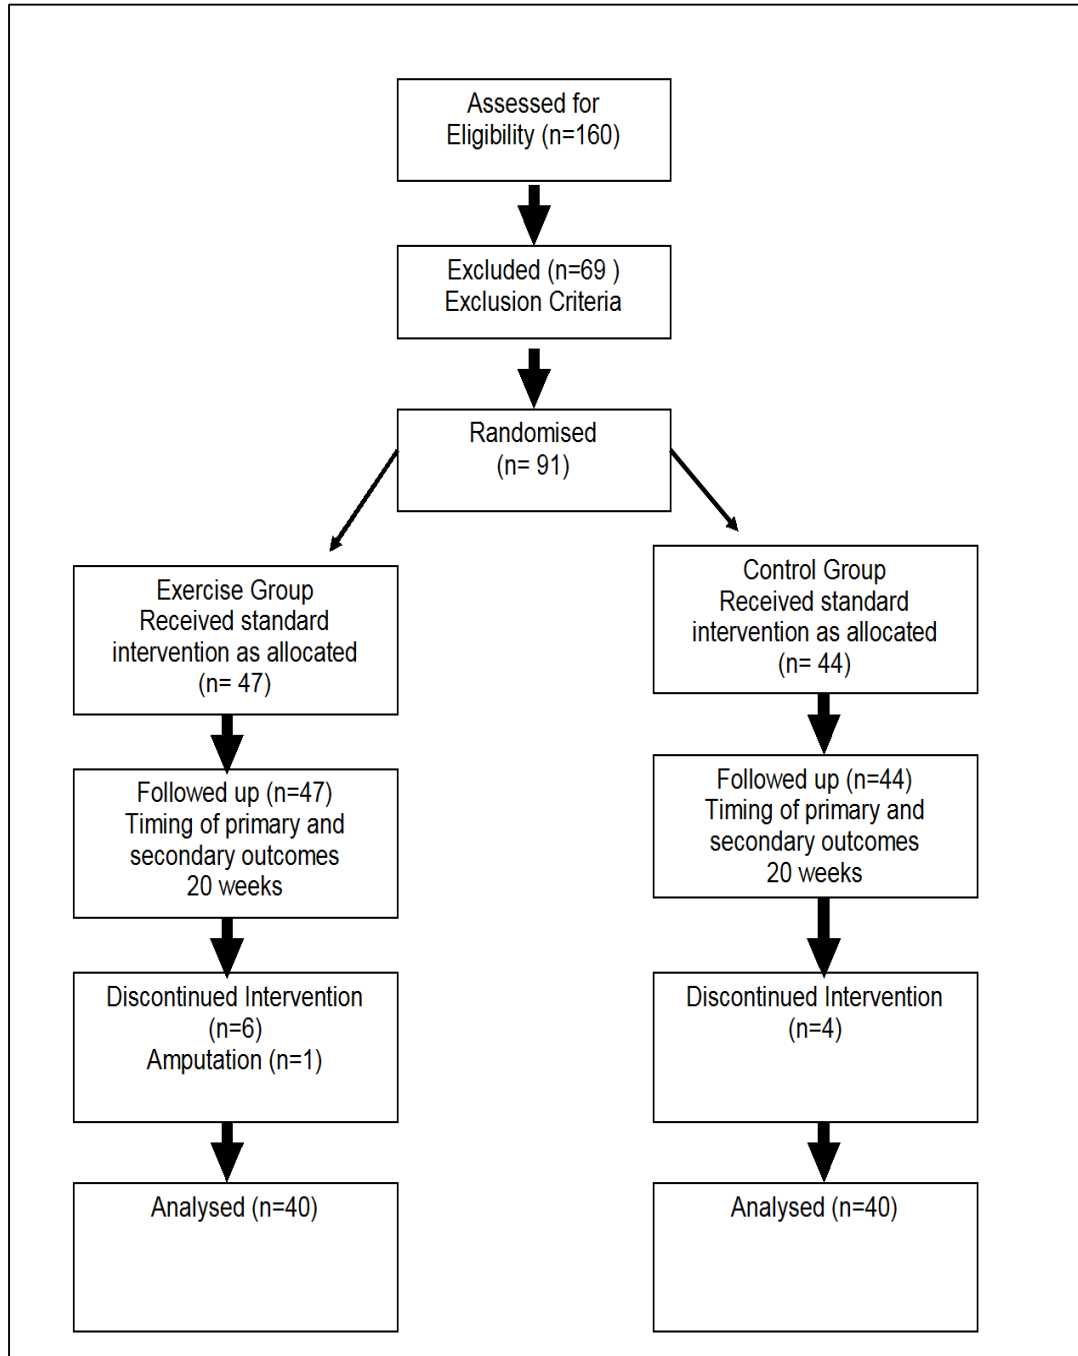 Assessed for
Eligibility (n=160)
Excluded (n=69 )
Exclusion Criteria
Randomised
(n= 91)
Exercise Group
Received standard
intervention as allocated
(n= 47)
Control Group
Received standard
intervention as allocated
(n= 44)
Followed up (n=47)
Timing of primary and
secondary outcomes
20 weeks
Followed up (n=44)
Timing of primary and
secondary outcomes
20 weeks
Discontinued Intervention
(n=6)
Amputation (n=1)
Discontinued Intervention
(n=4)
Analysed (n=40)
Analysed (n=40)